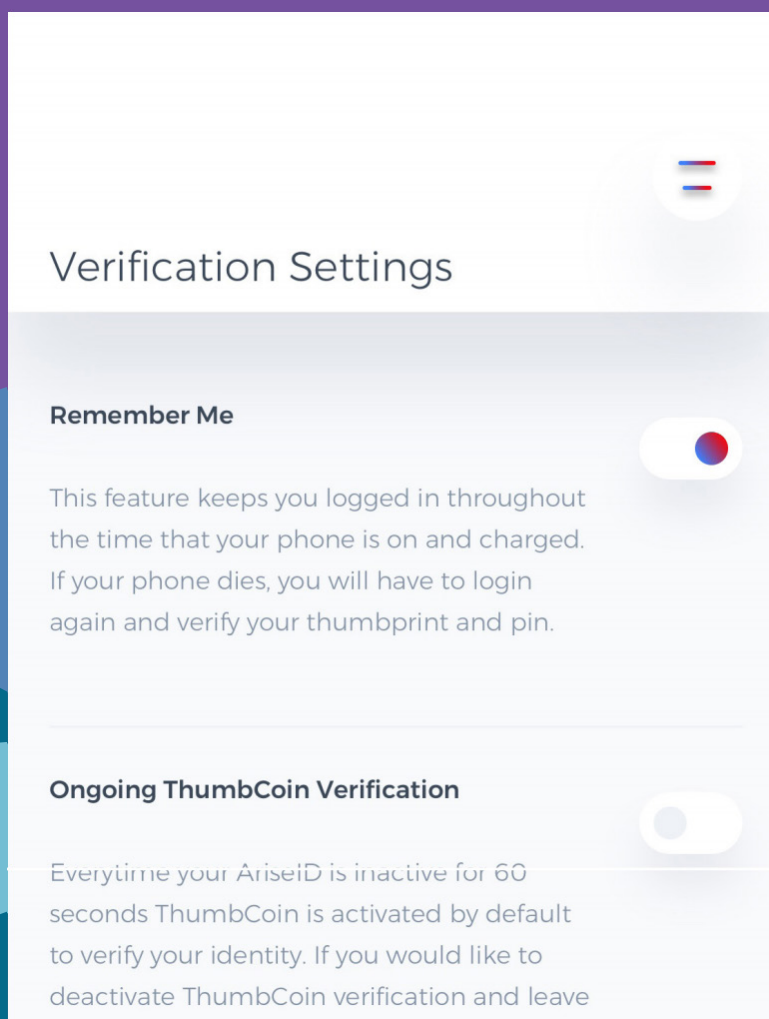 Verification Settings
Remember Me
This feature keeps you logged in throughout
the time that your phone is on and charged.
If your phone dies, you will have to login
again and verify your thumbprint and pin.
Ongoing ThumbCoin Verification
Everytime your AriseID is inactive for 60
seconds ThumbCoin is activated by default
to verify your identity. If you would like to
deactivate ThumbCoin verification and leave